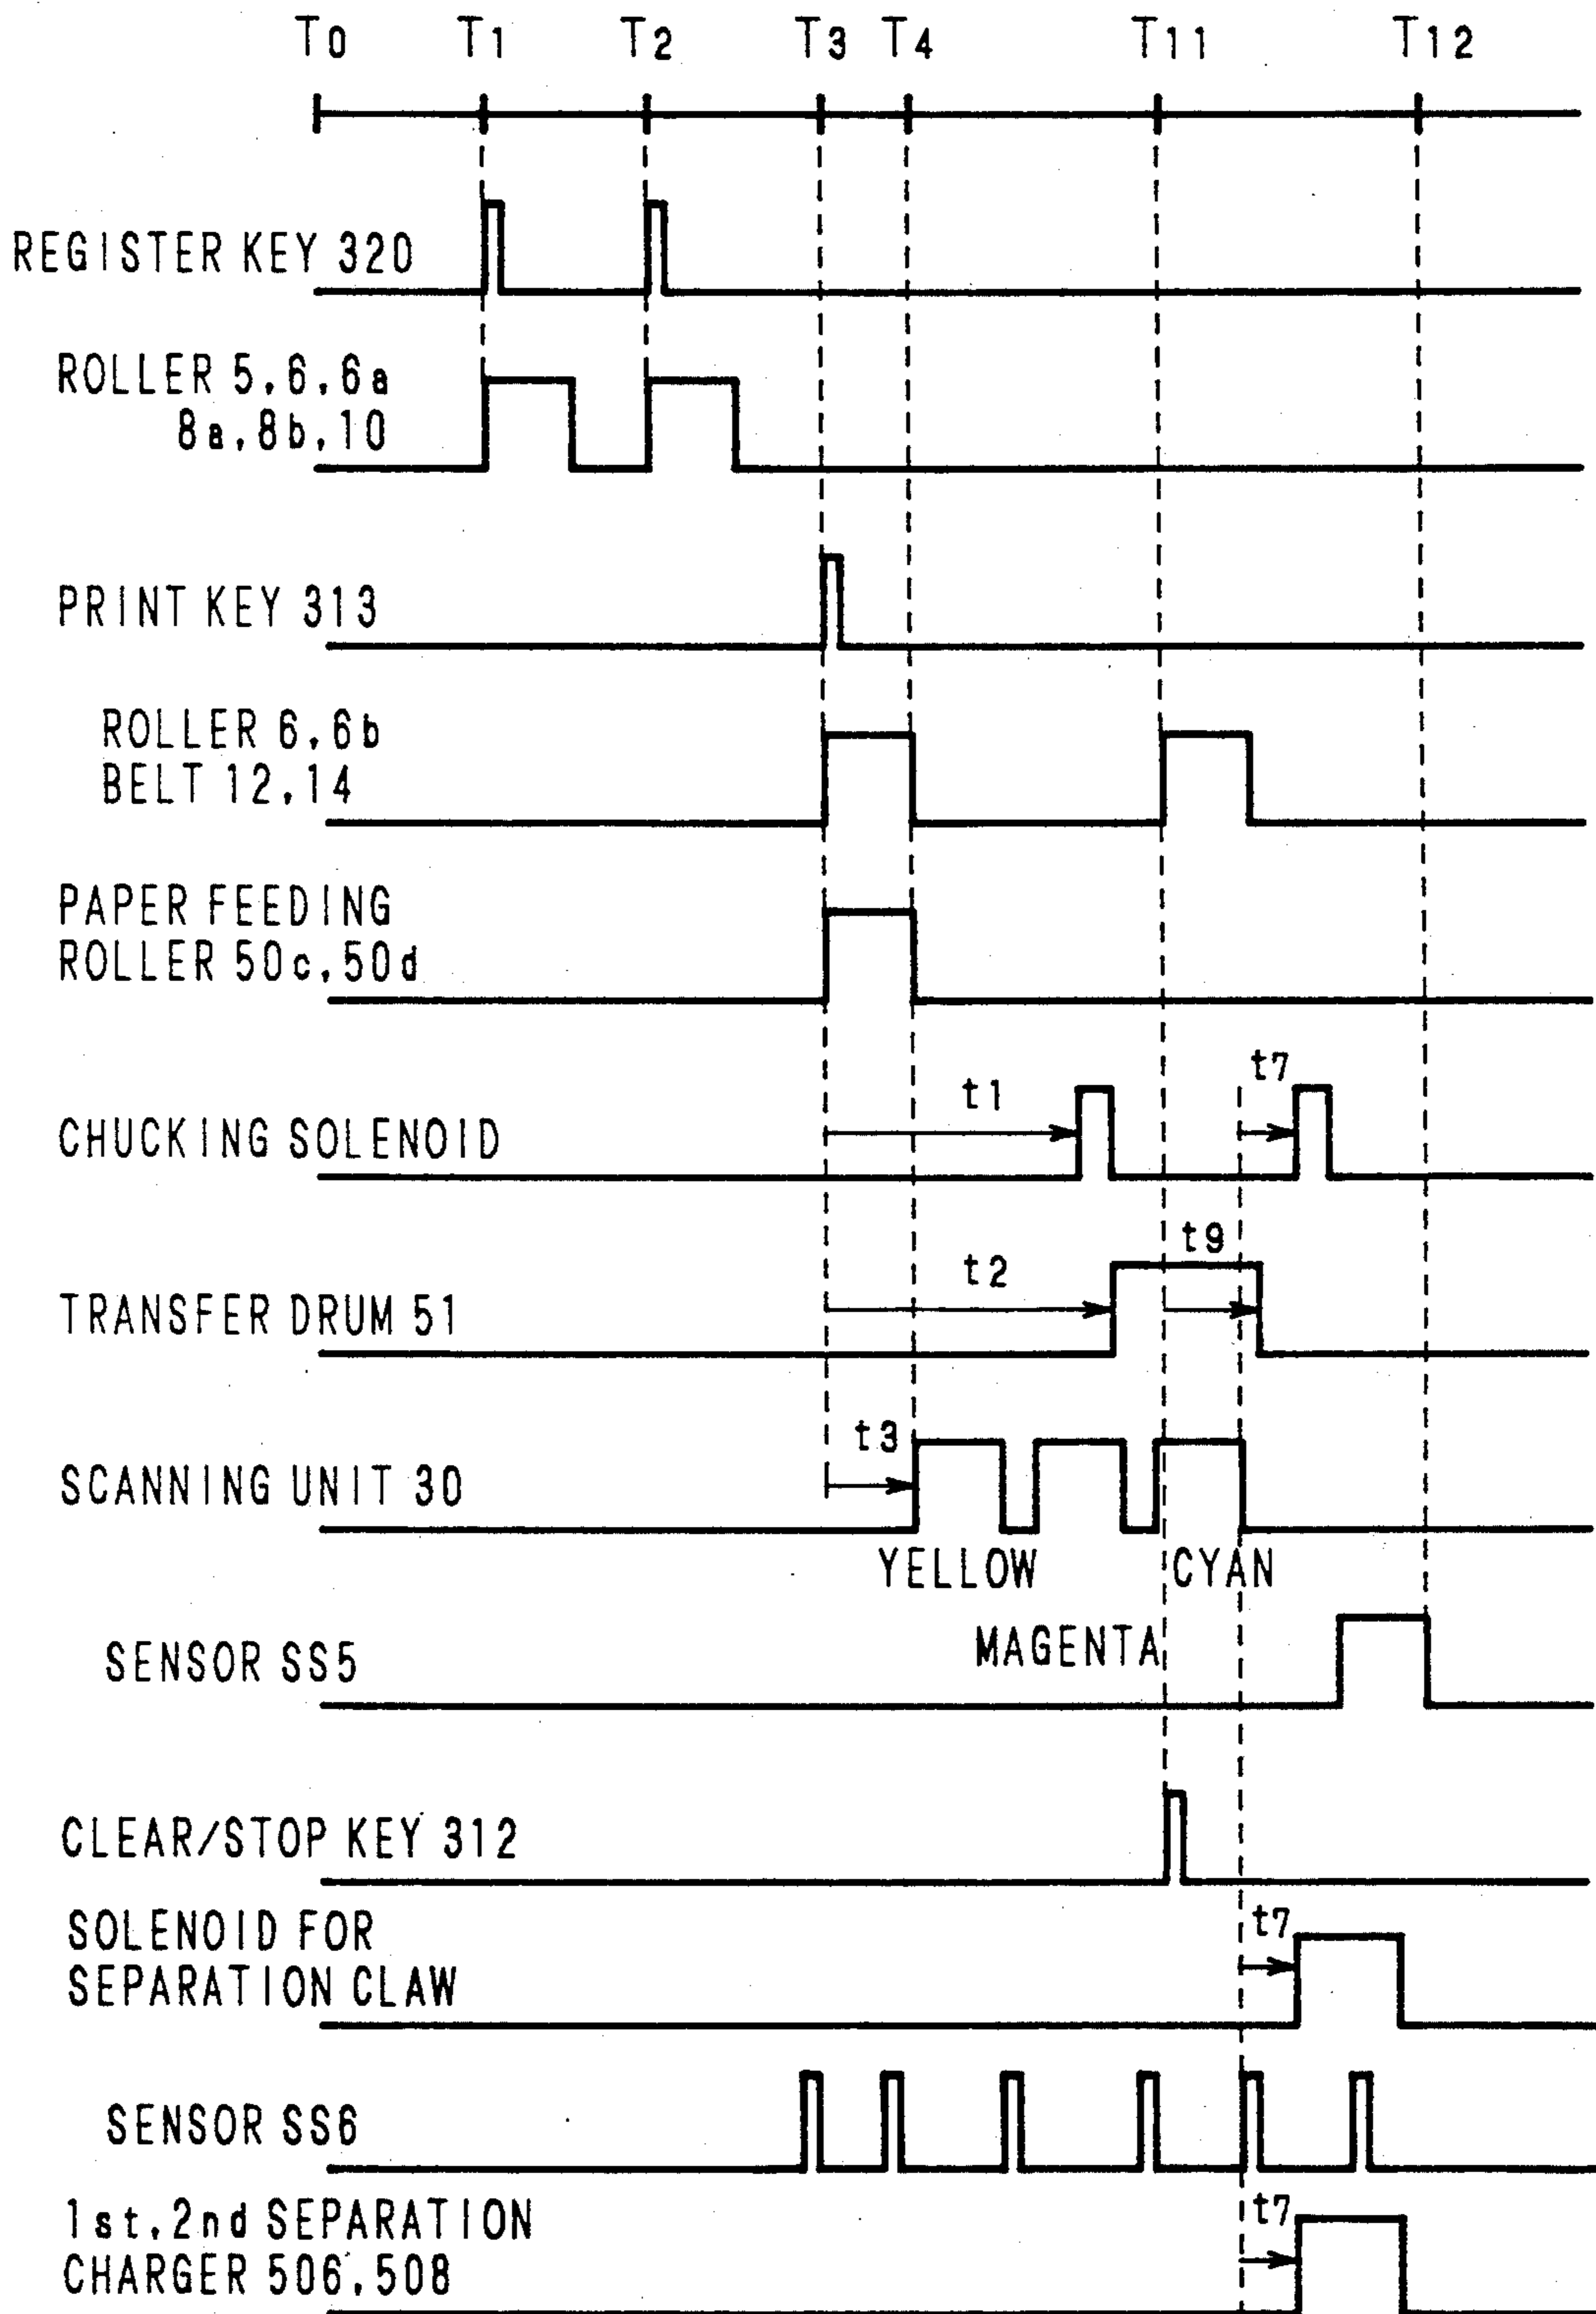 T0 T1 T2 T3 T4 T11 T12
REGISTER KEY 320
ROLLER 5,6,6a
8a,8b,10
PRINT KEY 313
ROLLER 6,6b
BELT 12,14
PAPER FEEDING
ROLLER 50c,50d
t1 t7
CHUCKING SOLENOID
t2 t9
TRANSFER DRUM 51
t3
SCANNING UNIT 30
YELLOW CYAN
MAGENTA
SENSOR SS5
CLEAR/STOP KEY 312
SOLENOID FOR
SEPARATION CLAW
t7
SENSOR SS6
1st,2nd SEPARATION
CHARGER 506,508
t7